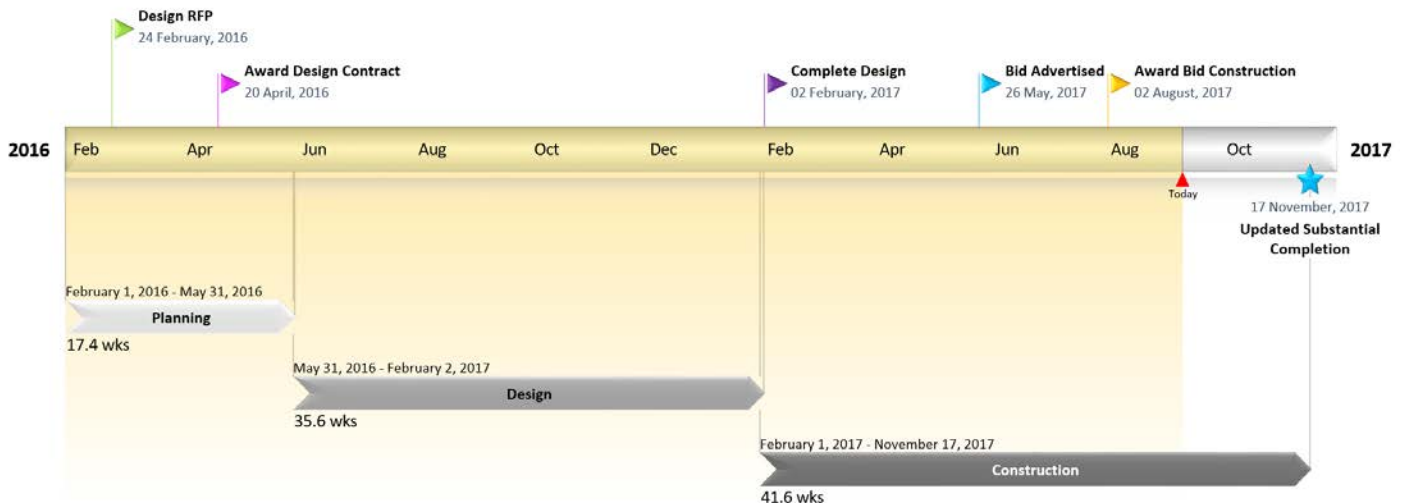 Design RFP
24 February, 2016
Award Design Contract
20 April, 2016
Complete Design
02 February, 2017
Bid Advertised
26 May, 2017
Award Bid Construction
02 August, 2017
2016 Feb Apr Jun Aug Oct Dec Feb Apr Jun Aug Oct 2017
Today
17 November, 2017
Updated Substantial
Completion
February 1, 2016 - May 31, 2016
Planning
17.4 wks
May 31, 2016 - February 2, 2017
Design
35.6 wks
February 1, 2017 - November 17, 2017
Construction
41.6 wks